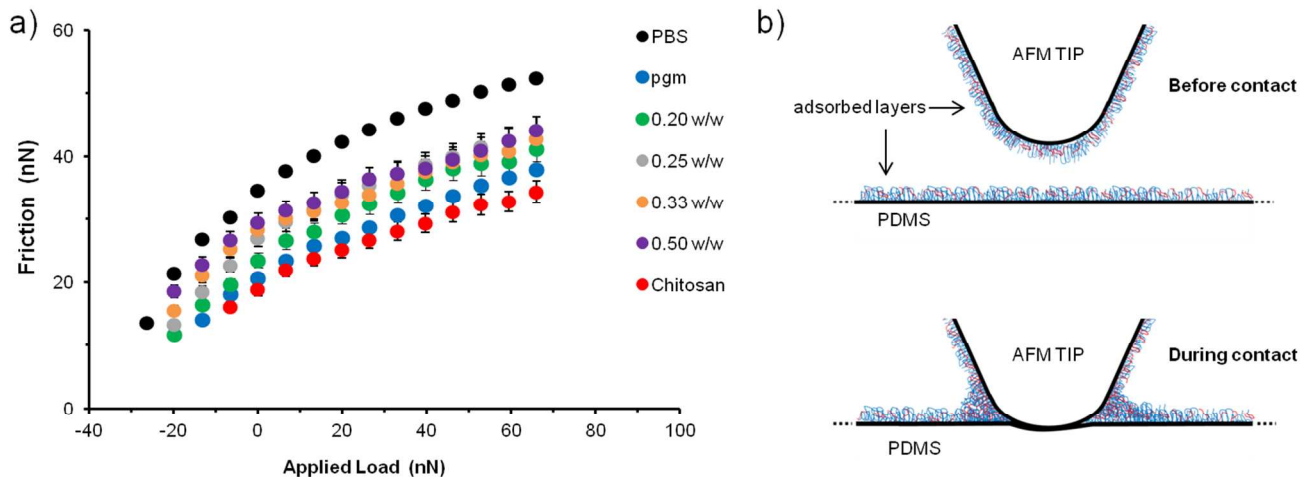 a)
60
40
20
0
Friction (nN)
-40 -20 0 20 40 60 80 100
Applied Load (nN)
PBS
pgm
0.20 w/w
0.25 w/w
0.33 w/w
0.50 w/w
Chitosan
b)
AFM TIP
Before contact
adsorbed layers
PDMS
AFM TIP
During contact
PDMS